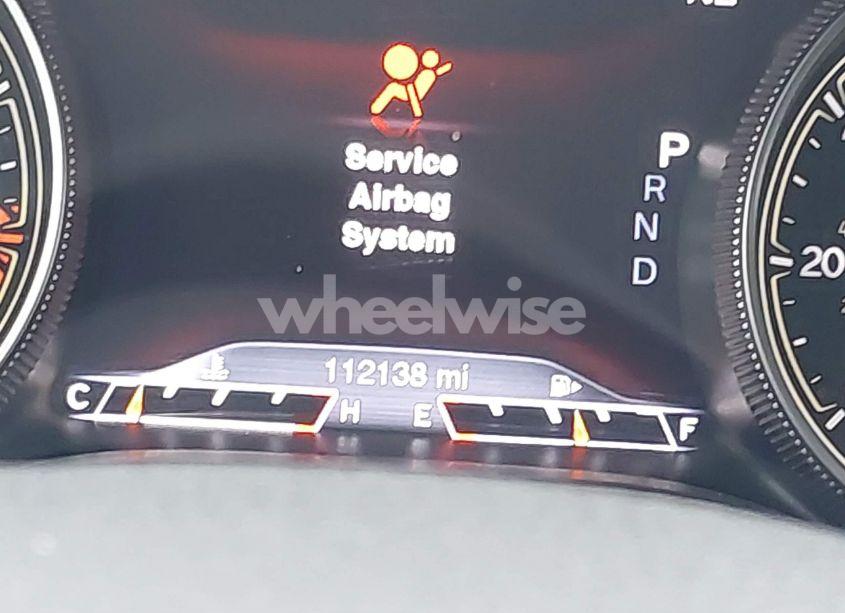 Service
Airbag
System
P
R
N
D
20
wheelwise
112138 mi
C H E F